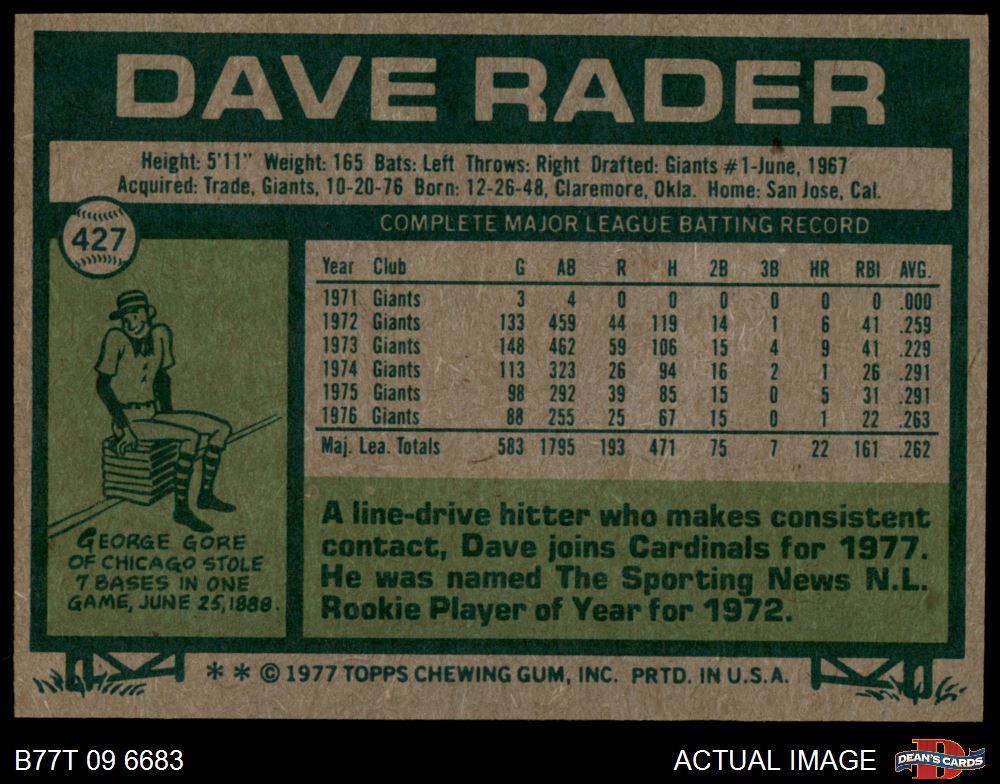 DAVE RADER
Height: 5'11" Weight: 165 Bats: Left Throws: Right Drafted: Giants #1-June, 1967
Acquired: Trade, Giants, 10-20-76 Born: 12-26-48, Claremore, Okla. Home: San Jose, Cal.
427
COMPLETE MAJOR LEAGUE BATTING RECORD
Year Club G AB R H 2B 3B HR RBI AVG.
1971 Giants 3 4 0 0 0 0 0 0 .000
1972 Giants 133 459 44 119 14 1 6 41 .259
1973 Giants 148 462 59 106 15 4 9 41 .229
1974 Giants 113 323 26 94 16 2 1 26 .291
1975 Giants 98 292 39 85 15 0 5 31 .291
1976 Giants 88 255 25 67 15 0 1 22 .263
Maj. Lea. Totals 583 1795 193 471 75 7 22 161 .262
GEORGE GORE
OF CHICAGO STOLE
7 BASES IN ONE
GAME, JUNE 25, 1888.
A line-drive hitter who makes consistent
contact, Dave joins Cardinals for 1977.
He was named The Sporting News N.L.
Rookie Player of Year for 1972.
* * © 1977 TOPPS CHEWING GUM, INC. PRTD. IN U.S.A.
B77T 09 6683
ACTUAL IMAGE
D
DEAN'S CARDS